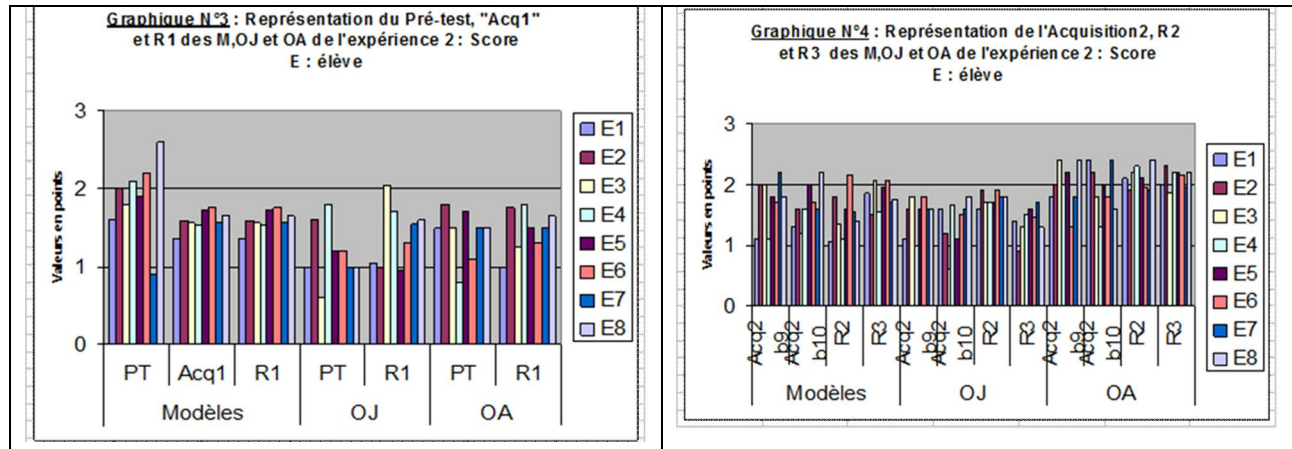 Graphique N°3 : Représentation du Pré-test, "Acq1"
et R1 des M,OJ et OA de l'expérience 2 : Score
E : élève
Valeurs en points
3
2
1
0
PT Acq1 R1 PT R1 PT R1
Modèles OJ OA
E1
E2
E3
E4
E5
E6
E7
E8
Graphique N°4 : Représentation de l'Acquisition2, R2
et R3 des M,OJ et OA de l'expérience 2 : Score
E : élève
Valeurs en points
3
2
1
0
Acq2 b9 Acq2 b10 R2 R3 Acq2 b9 Acq2 b10 R2 R3 Acq2 b9 Acq2 b10 R2 R3
Modèles OJ OA
E1
E2
E3
E4
E5
E6
E7
E8